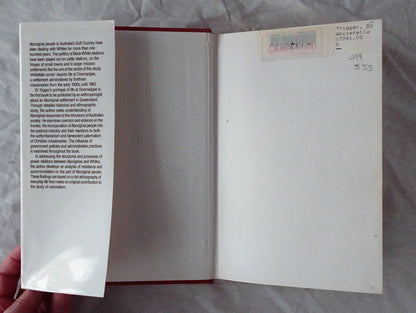 Aboriginal people in Australia's Gulf Country have
been dealing with Whites for more than one
hundred years. The politics of Black-White relations
have been played out on cattle stations, on the
fringes of small towns and in larger mission
settlements like the one at the centre of this study.
Whitefella comin' depicts life at Doomadgee,
a settlement administered by Brethren
missionaries from the early 1930s until 1983.
Dr Trigger's portrayal of life at Doomadgee is
the first book to be published by an anthropologist
about an Aboriginal settlement in Queensland.
Through detailed historical and ethnographic
study, the author seeks understanding of
Aboriginal responses to the intrusions of Australian
society. He examines coercion and violence on the
frontier, the incorporation of Aboriginal people into
the pastoral industry and their reactions to both
the authoritarianism and benevolent paternalism
of Christian missionaries. The influence of
government policies and administrative practices
is examined throughout the book.
In addressing the structures and processes of
power relations between Aborigines and Whites,
the author develops an analysis of resistance and
accommodation on the part of Aboriginal people.
These findings are based on a rich ethnography of
everyday life that makes an original contribution to
the study of colonialism.
CANCELLED
Trigger, DS
Whitefella
17281.02
$55